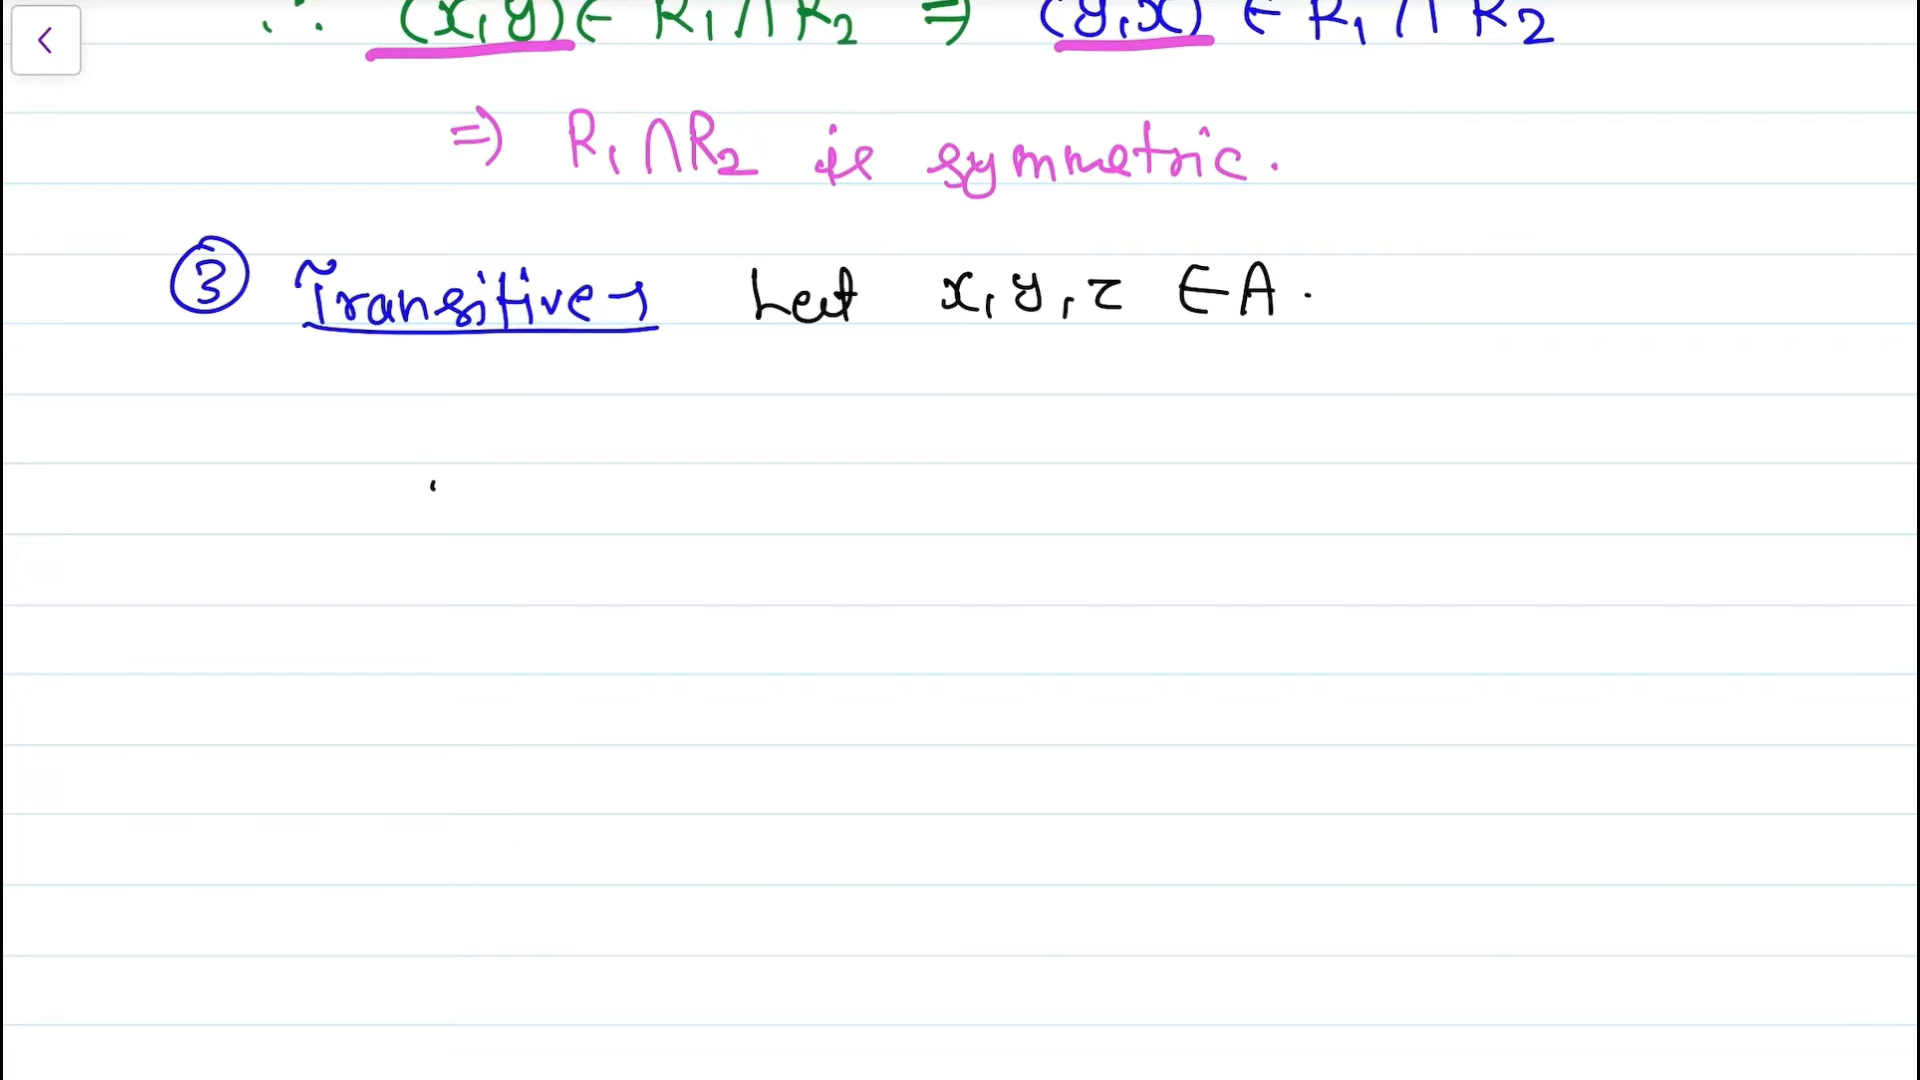 ∴ (x,y) ∈ R₁ ∩ R₂ ⇒ (y,x) ∈ R₁ ∩ R₂
⇒ R₁ ∩ R₂ is symmetric.
③ Transitive→ Let x, y, z ∈ A.